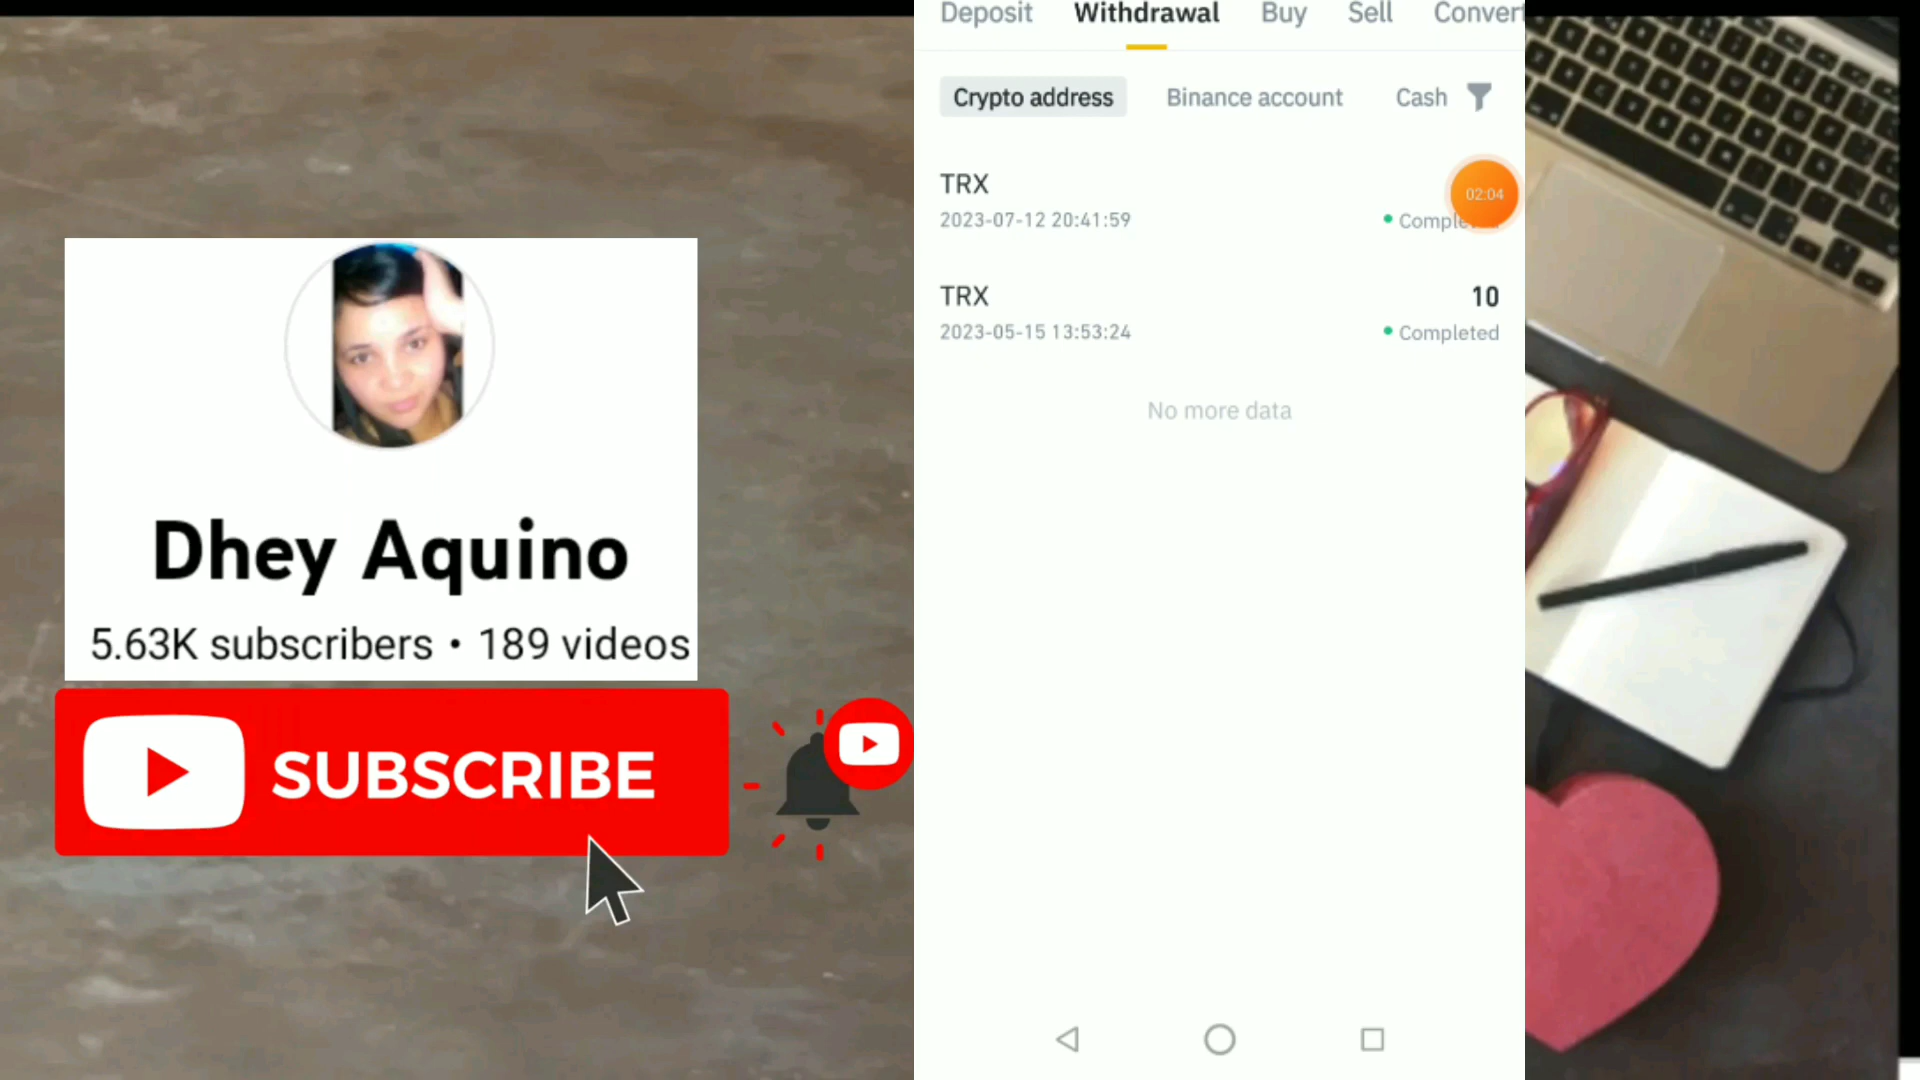 Dhey Aquino
5.63K subscribers • 189 videos
SUBSCRIBE
Deposit Withdrawal Buy Sell Convert
Crypto address Binance account Cash
TRX
02:04
2023-07-12 20:41:59
TRX 10
2023-05-15 13:53:24 Completed
No more data